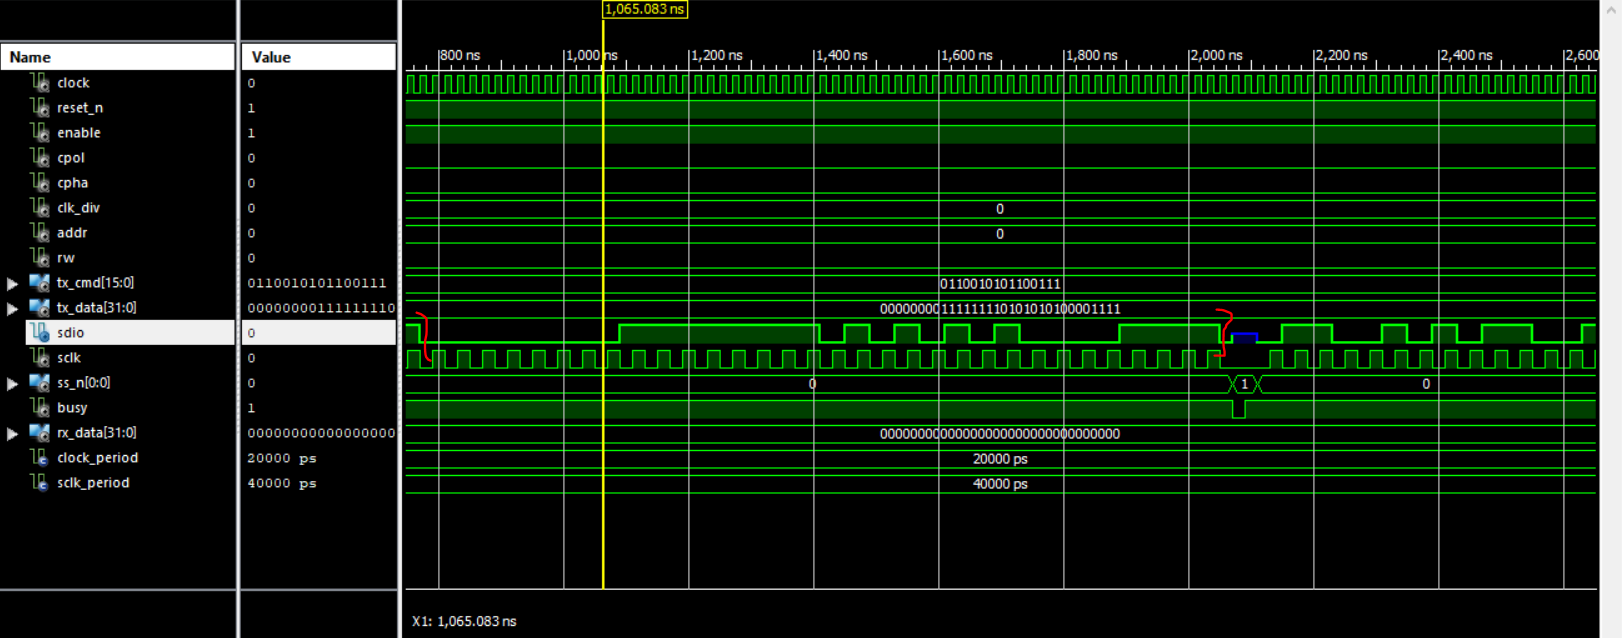 1,065.083 ns
Name Value 800 ns 1,000 ns 1,200 ns 1,400 ns 1,600 ns 1,800 ns 2,000 ns 2,200 ns 2,400 ns 2,600
clock 0
reset_n 1
enable 1
cpol 0
cpha 0
clk_div 0 0
addr 0 0
rw 0
tx_cmd[15:0] 0110010101100111 0110010101100111
tx_data[31:0] 000000001111111110 000000001111111110101010100001111
sdio 0
sclk 0
ss_n[0:0] 0 0 1 0
busy 1
rx_data[31:0] 000000000000000000 00000000000000000000000000000000
clock_period 20000 ps 20000 ps
sclk_period 40000 ps 40000 ps
X1: 1,065.083 ns